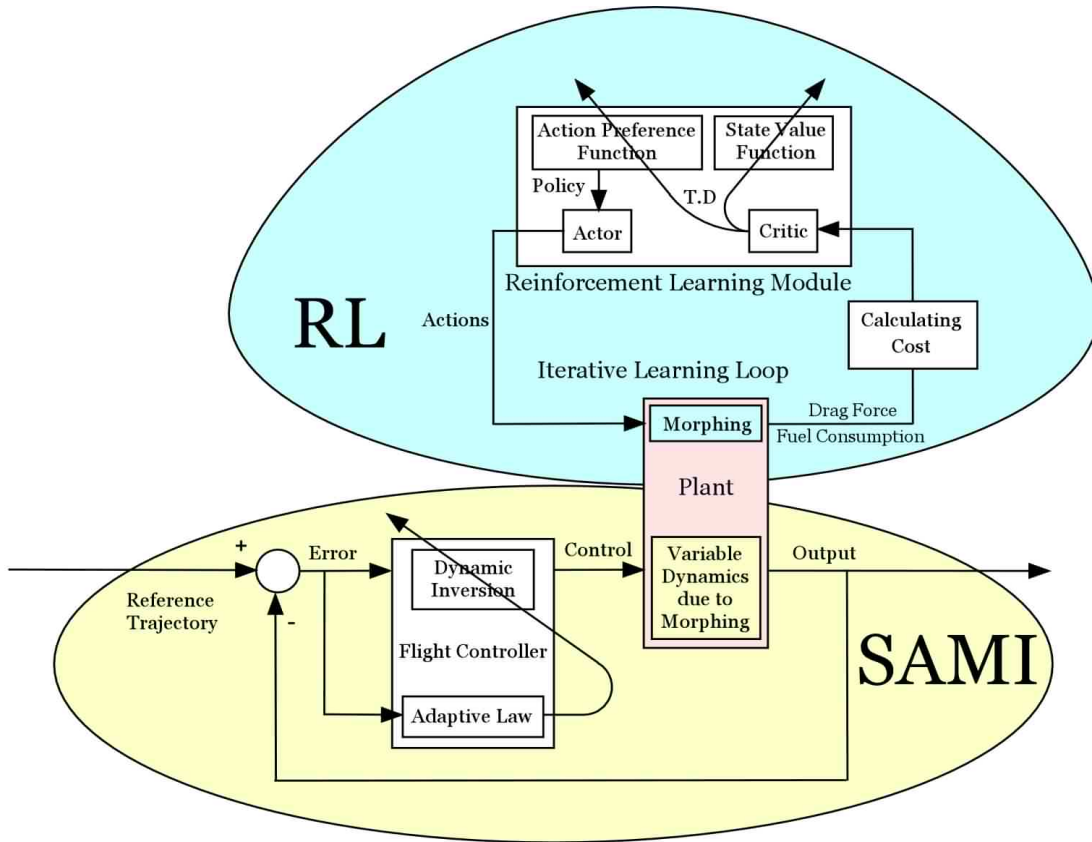 Action Preference
Function
State Value
Function
Policy
T.D
Actor
Critic
Reinforcement Learning Module
RL
Actions
Calculating
Cost
Iterative Learning Loop
Morphing
Drag Force
Fuel Consumption
Plant
+
Error
Control
Output
Dynamic
Inversion
Variable
Dynamics
due to
Morphing
Reference
Trajectory
-
Flight Controller
SAMI
Adaptive Law